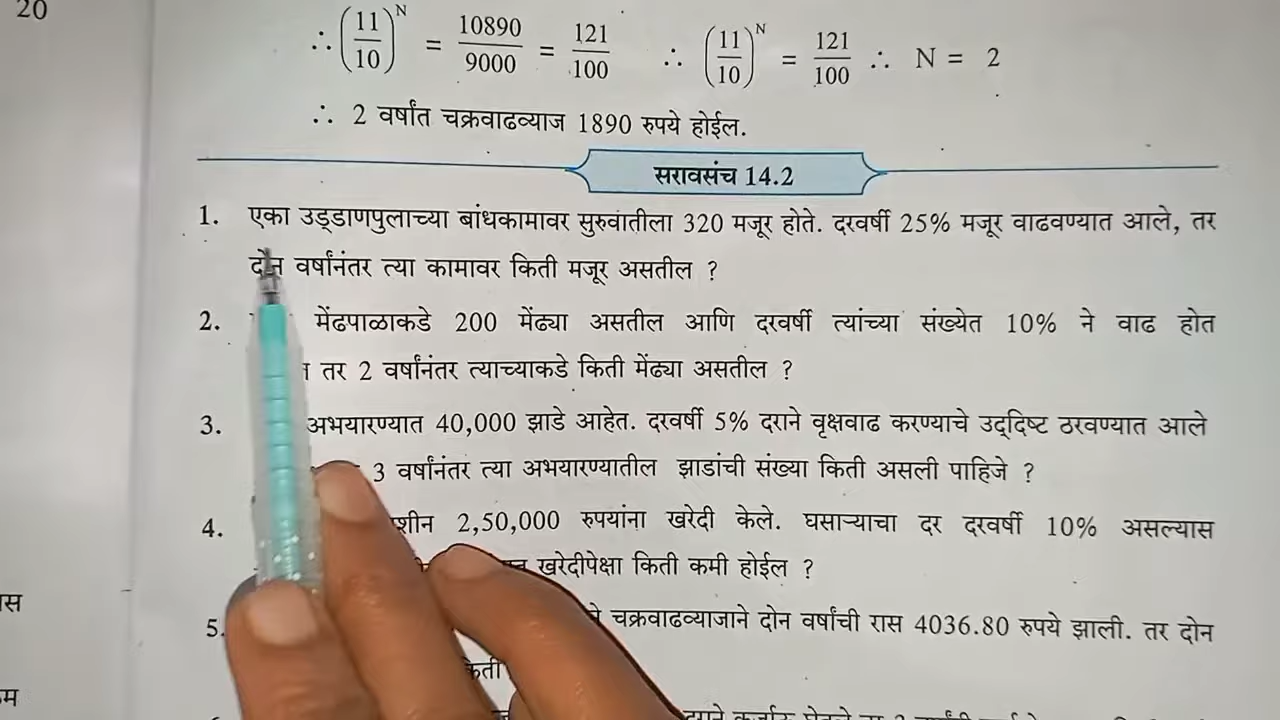 20
∴ (11/10)^N = 10890/9000 = 121/100 ∴ (11/10)^N = 121/100 ∴ N = 2
∴ 2 वर्षांत चक्रवाढव्याज 1890 रुपये होईल.
सरावसंच 14.2
1. एका उड्डाणपुलाच्या बांधकामावर सुरुवातीला 320 मजूर होते. दरवर्षी 25% मजूर वाढवण्यात आले, तर
दोन वर्षांनंतर त्या कामावर किती मजूर असतील ?
2. मेंढपाळाकडे 200 मेंढ्या असतील आणि दरवर्षी त्यांच्या संख्येत 10% ने वाढ होत
तर 2 वर्षांनंतर त्याच्याकडे किती मेंढ्या असतील ?
3. अभयारण्यात 40,000 झाडे आहेत. दरवर्षी 5% दराने वृक्षवाढ करण्याचे उद्दिष्ट ठरवण्यात आले
3 वर्षांनंतर त्या अभयारण्यातील झाडांची संख्या किती असली पाहिजे ?
4. 2,50,000 रुपयांना खरेदी केले. घसाऱ्याचा दर दरवर्षी 10% असल्यास
खरेदीपेक्षा किती कमी होईल ?
5. चक्रवाढव्याजाने दोन वर्षांची रास 4036.80 रुपये झाली. तर दोन